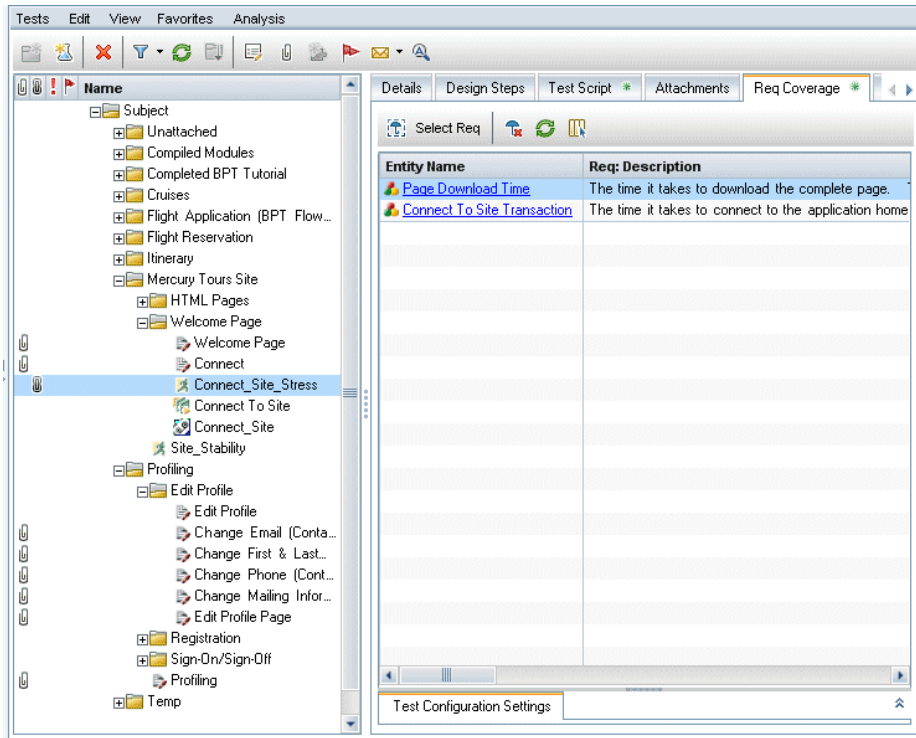 Tests Edit View Favorites Analysis
Name
Subject
Unattached
Compiled Modules
Completed BPT Tutorial
Cruises
Flight Application (BPT Flow...
Flight Reservation
Itinerary
Mercury Tours Site
HTML Pages
Welcome Page
Welcome Page
Connect
Connect_Site_Stress
Connect To Site
Connect_Site
Site_Stability
Profiling
Edit Profile
Edit Profile
Change Email (Conta...
Change First & Last...
Change Phone (Cont...
Change Mailing Infor...
Edit Profile Page
Registration
Sign-On/Sign-Off
Profiling
Temp
Details Design Steps Test Script * Attachments Req Coverage *
Select Req
Entity Name Req: Description
Page Download Time The time it takes to download the complete page.
Connect To Site Transaction The time it takes to connect to the application home
Test Configuration Settings